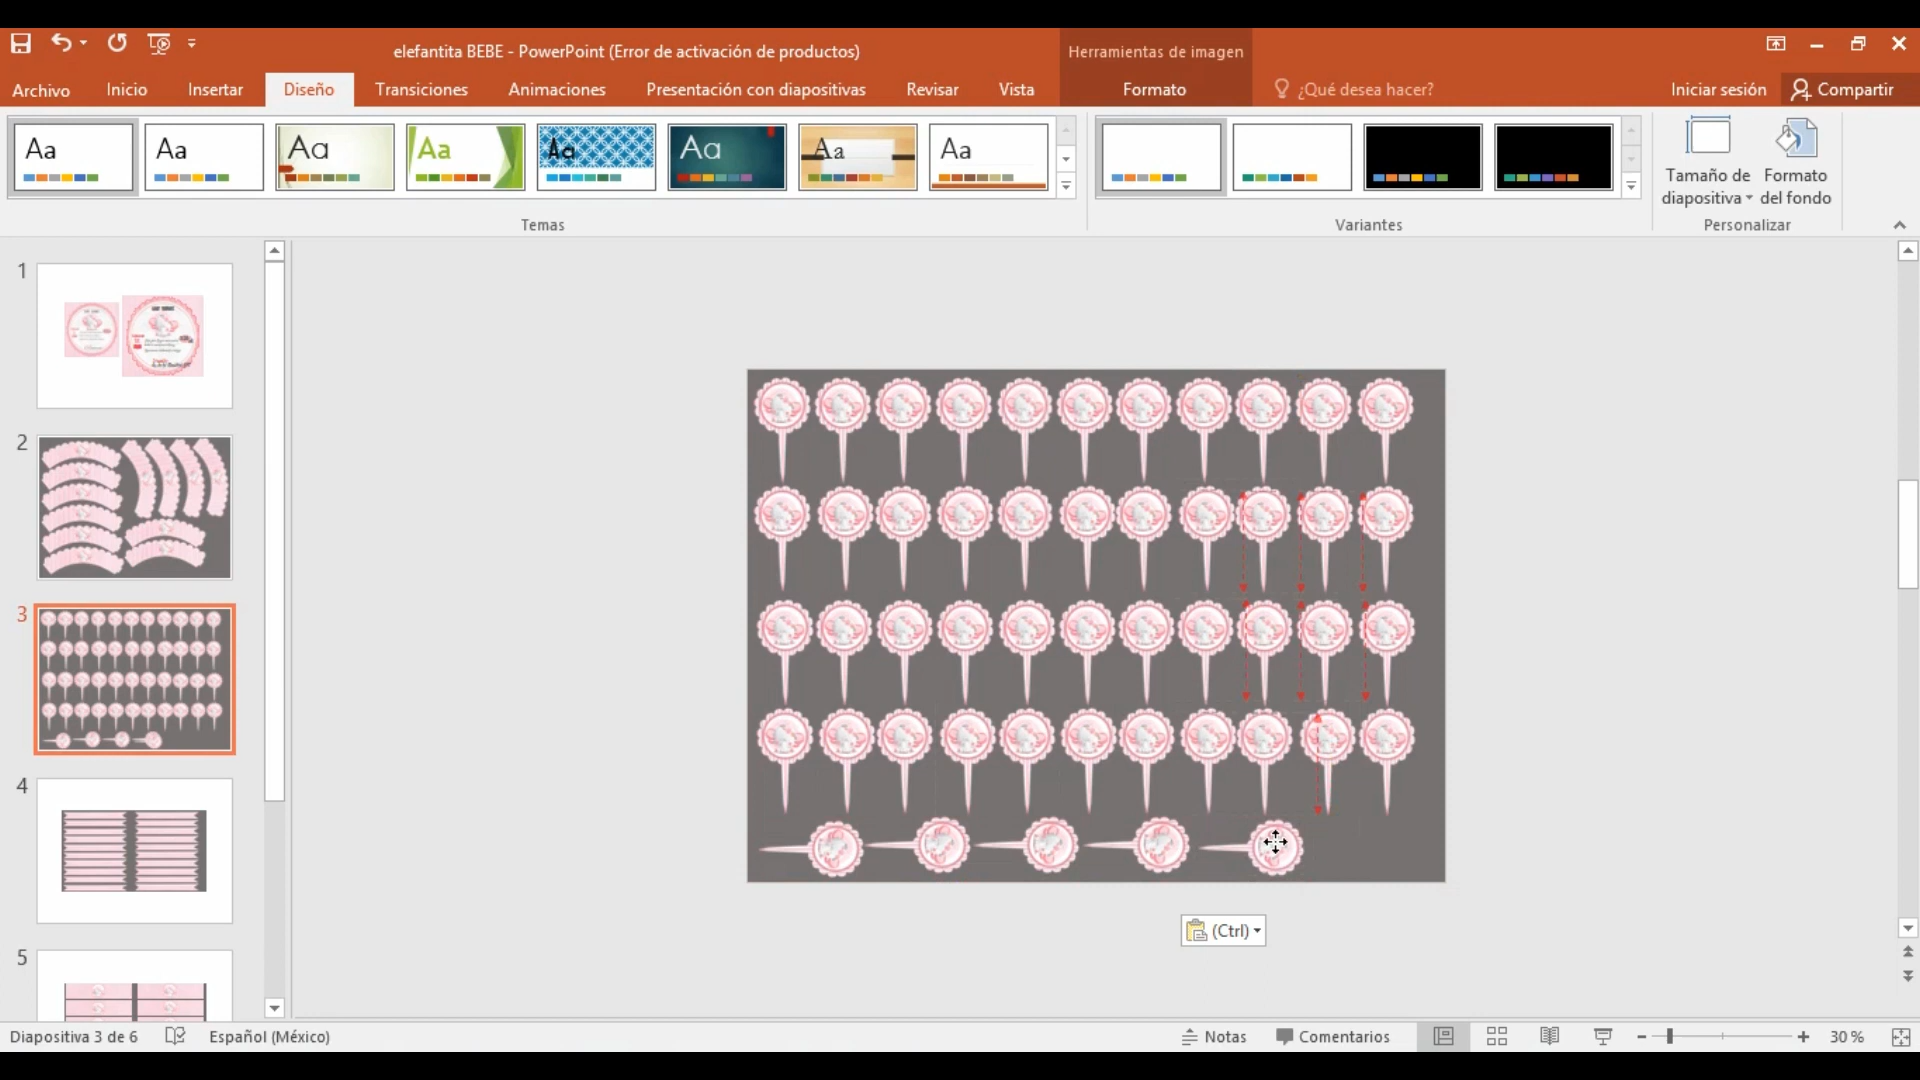 elefantita BEBE - PowerPoint (Error de activación de productos)
Herramientas de imagen
Archivo Inicio Insertar Diseño Transiciones Animaciones Presentación con diapositivas Revisar Vista Formato ¿Qué desea hacer? Iniciar sesión Compartir
Aa Aa Aa Aa Aa Aa Aa Aa
Tamaño de diapositiva
Formato del fondo
Temas Variantes Personalizar
1
2
3
4
5
(Ctrl)
Diapositiva 3 de 6 Español (México) Notas Comentarios 30 %